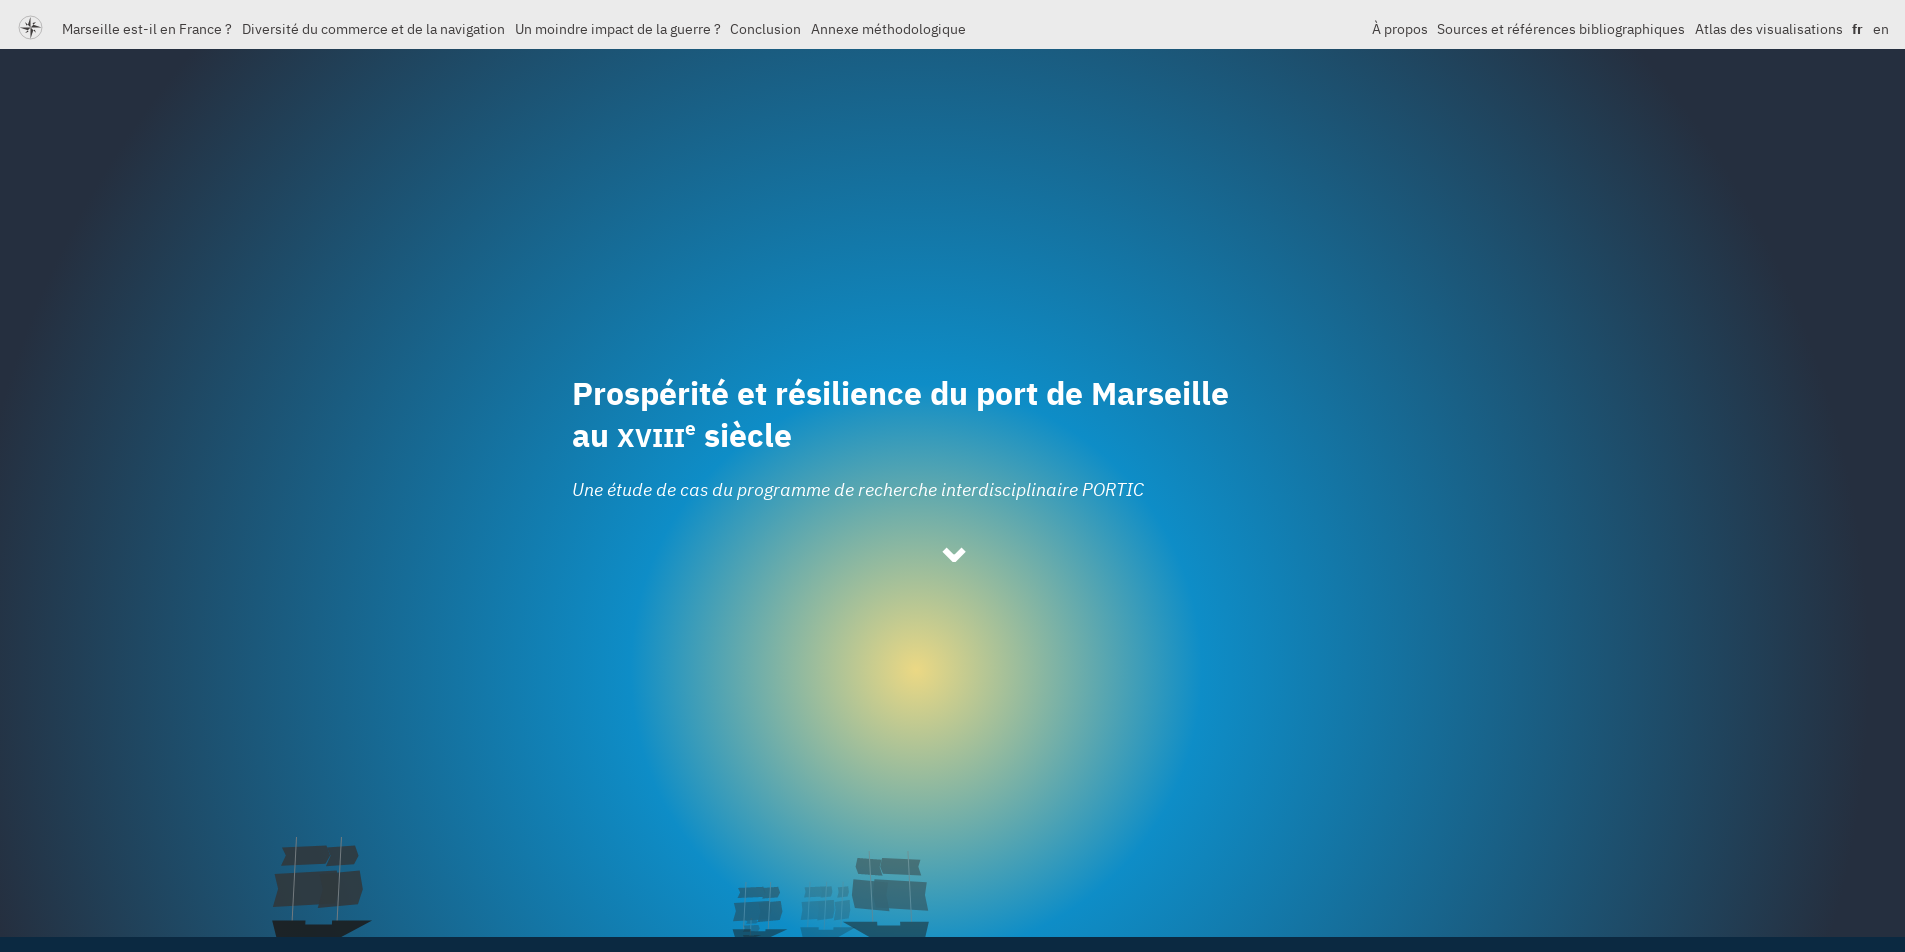 Marseille est-il en France ? Diversité du commerce et de la navigation Un moindre impact de la guerre ? Conclusion Annexe méthodologique À propos Sources et références bibliographiques Atlas des visualisations fr en
Prospérité et résilience du port de Marseille
au XVIIIe siècle
Une étude de cas du programme de recherche interdisciplinaire PORTIC